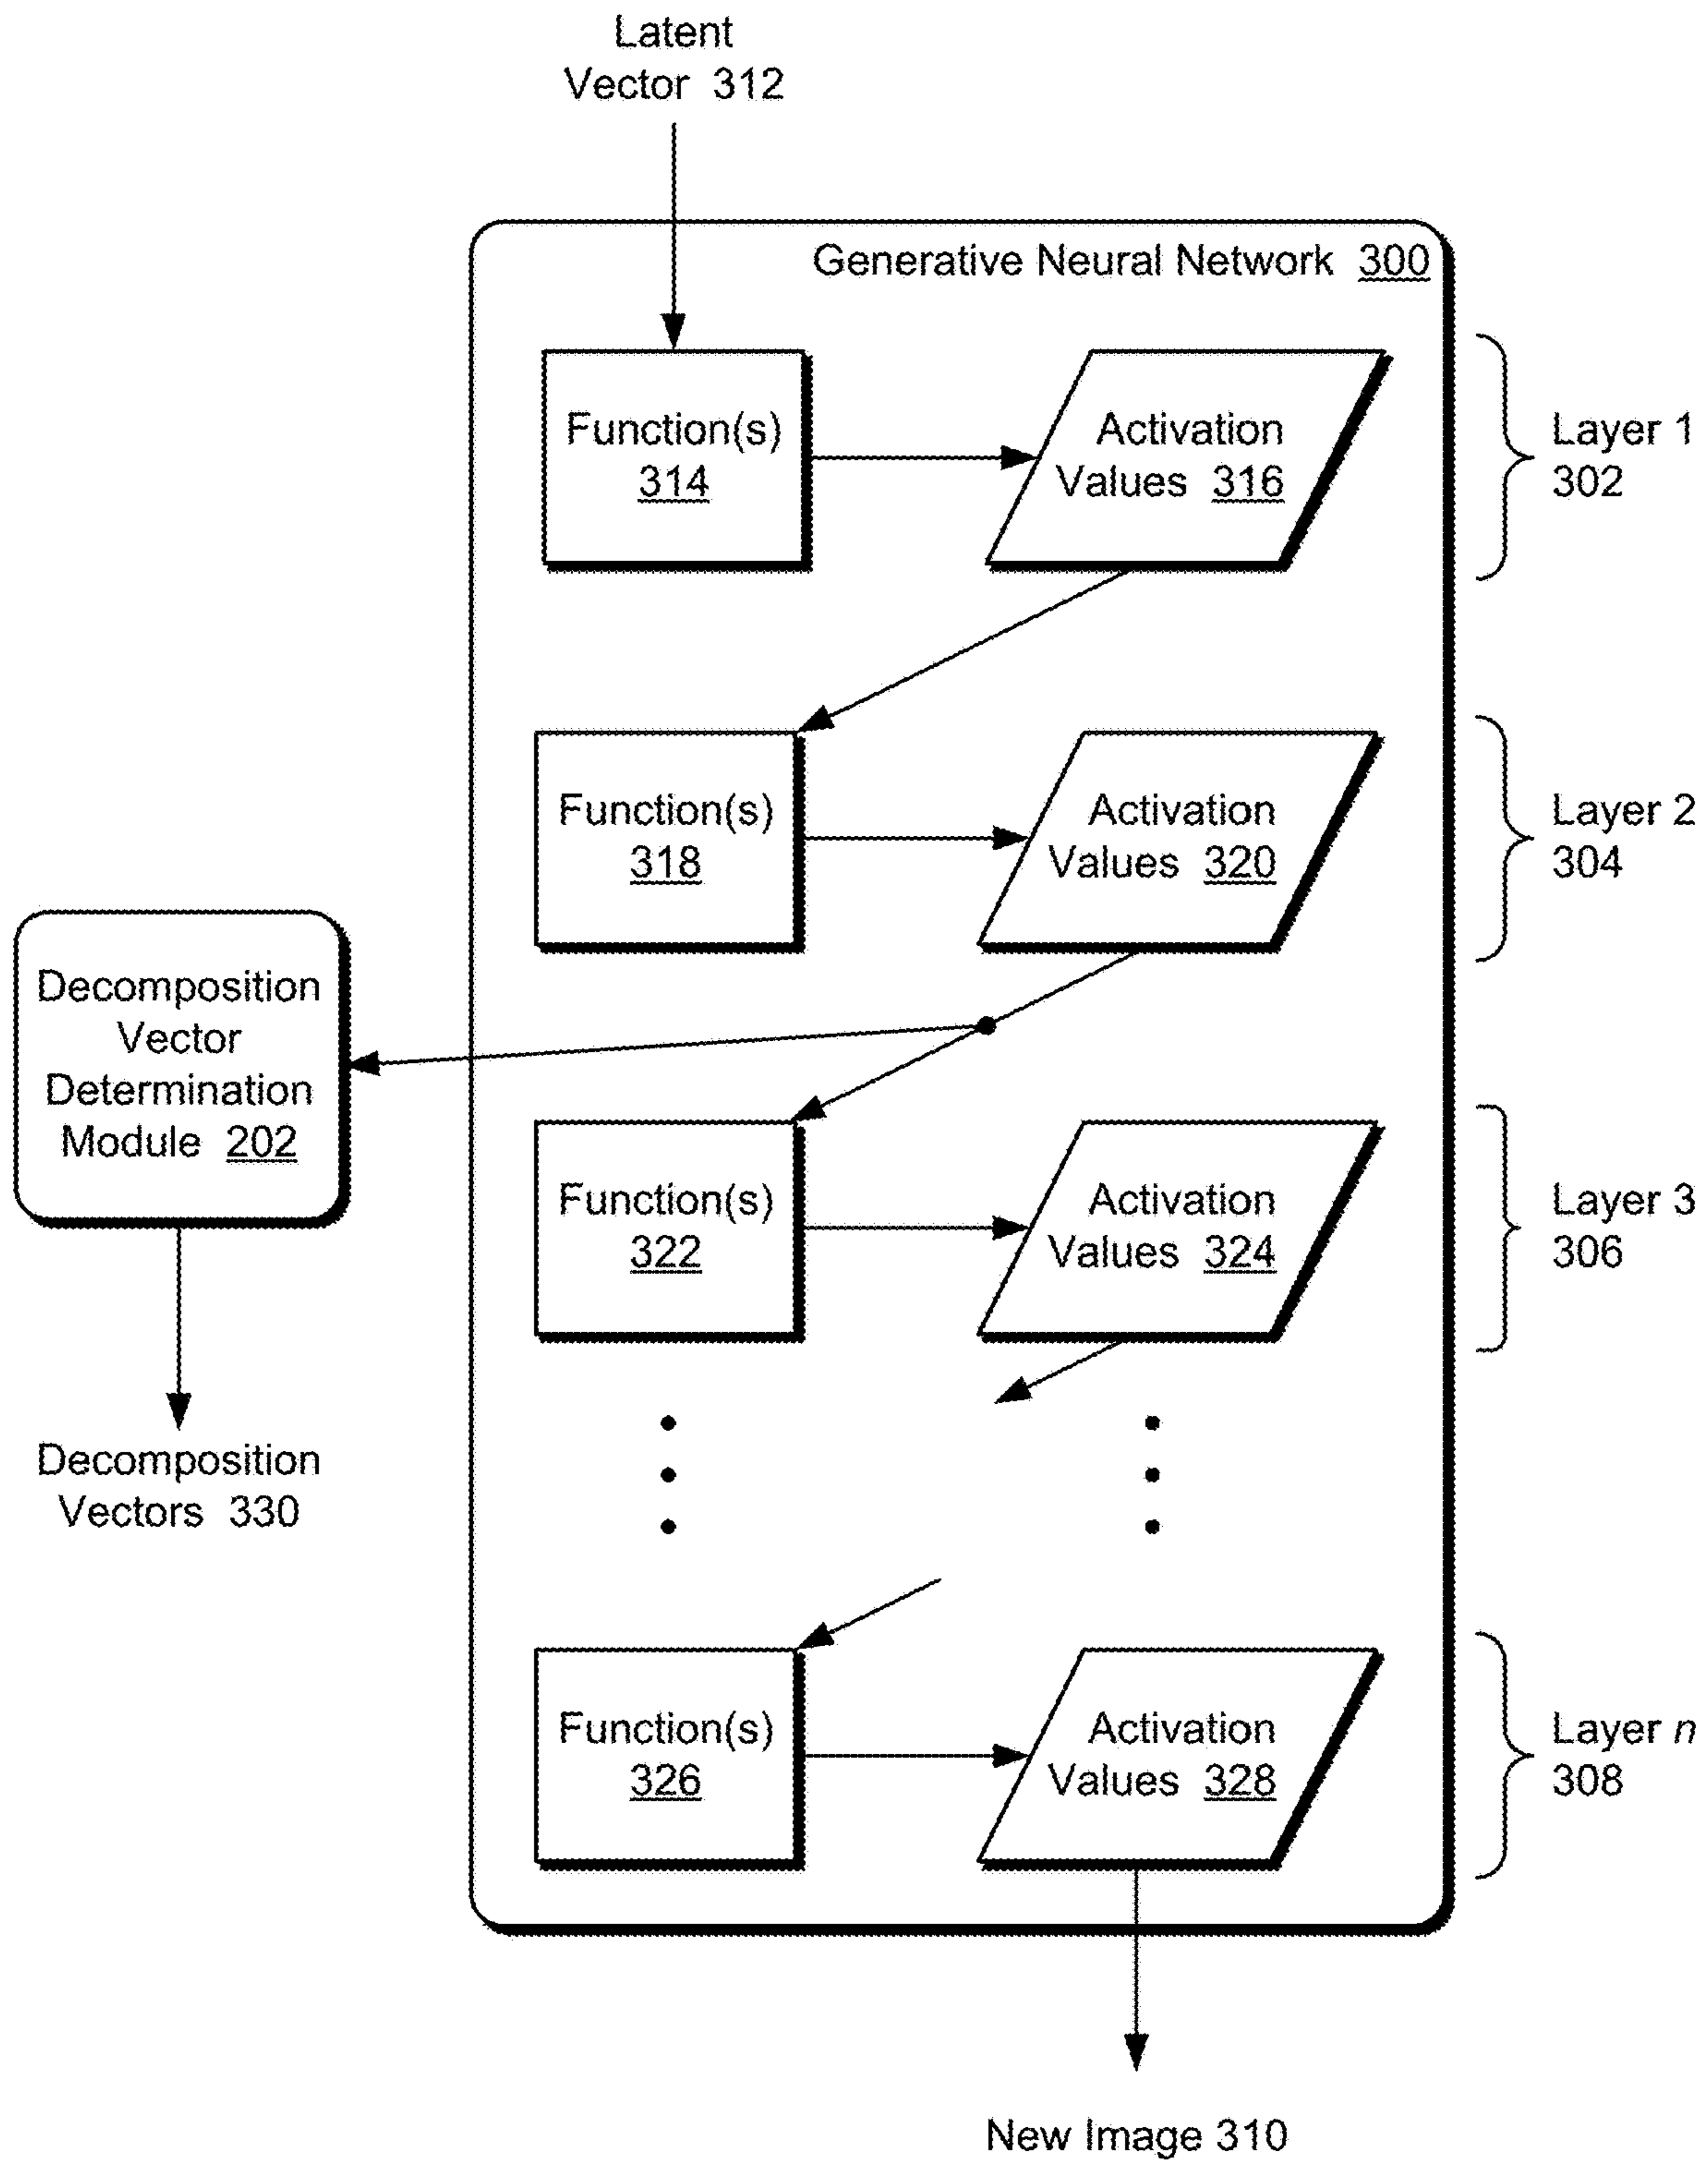 Latent
Vector 312
Generative Neural Network 300
Function(s)
314
Activation
Values 316
Layer 1
302
Function(s)
318
Activation
Values 320
Layer 2
304
Decomposition
Vector
Determination
Module 202
Function(s)
322
Activation
Values 324
Layer 3
306
Decomposition
Vectors 330
Function(s)
326
Activation
Values 328
Layer n
308
New Image 310